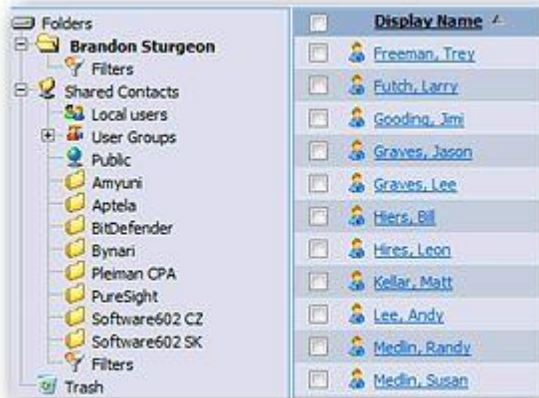 Folders
Brandon Sturgeon
Filters
Shared Contacts
Local users
User Groups
Public
Amyuni
Aptela
BitDefender
Bynari
Pleiman CPA
PureSight
Software602 CZ
Software602 SK
Filters
Trash
Display Name
Freeman, Trey
Futch, Larry
Gooding, Jimi
Graves, Jason
Graves, Lee
Hiers, Bill
Hires, Leon
Kellar, Matt
Lee, Andy
Medlin, Randy
Medlin, Susan